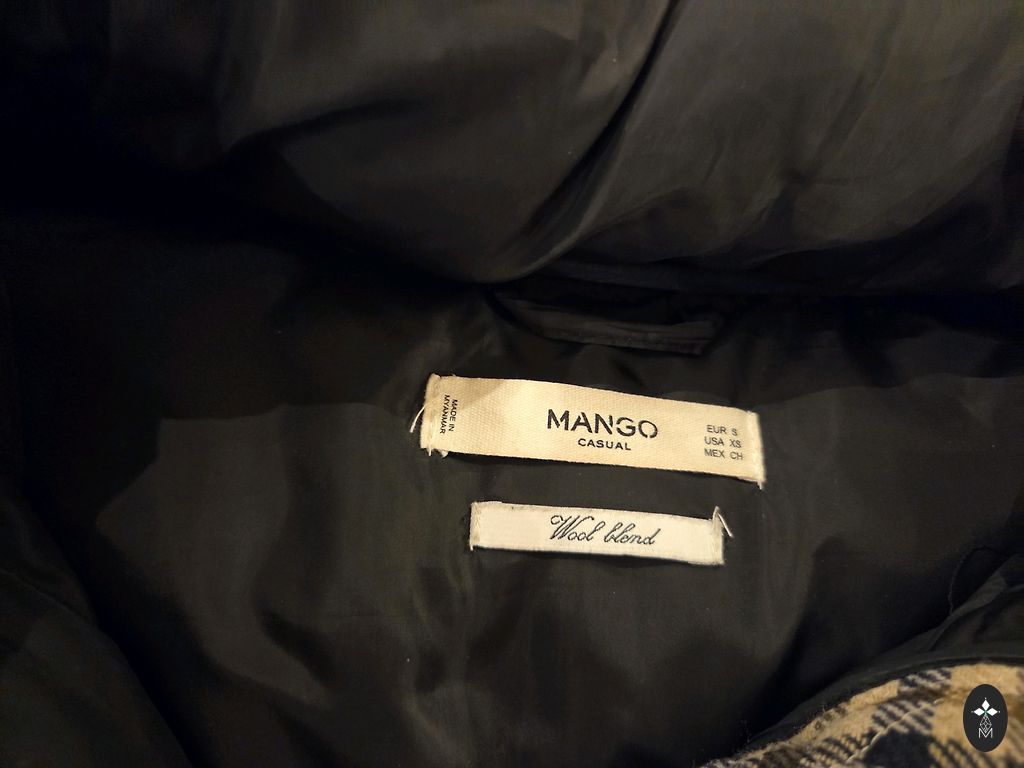 MADE IN
MYANMAR
MANGO
CASUAL
EUR S
USA XS
MEX CH
Wool blend
M